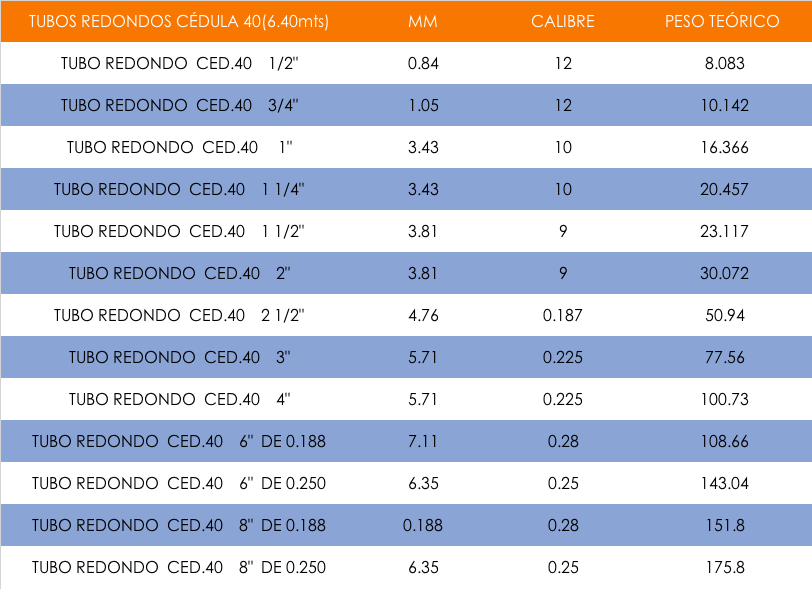 TUBOS REDONDOS CÉDULA 40(6.40mts) MM CALIBRE PESO TEÓRICO
TUBO REDONDO CED.40 1/2" 0.84 12 8.083
TUBO REDONDO CED.40 3/4" 1.05 12 10.142
TUBO REDONDO CED.40 1" 3.43 10 16.366
TUBO REDONDO CED.40 1 1/4" 3.43 10 20.457
TUBO REDONDO CED.40 1 1/2" 3.81 9 23.117
TUBO REDONDO CED.40 2" 3.81 9 30.072
TUBO REDONDO CED.40 2 1/2" 4.76 0.187 50.94
TUBO REDONDO CED.40 3" 5.71 0.225 77.56
TUBO REDONDO CED.40 4" 5.71 0.225 100.73
TUBO REDONDO CED.40 6" DE 0.188 7.11 0.28 108.66
TUBO REDONDO CED.40 6" DE 0.250 6.35 0.25 143.04
TUBO REDONDO CED.40 8" DE 0.188 0.188 0.28 151.8
TUBO REDONDO CED.40 8" DE 0.250 6.35 0.25 175.8